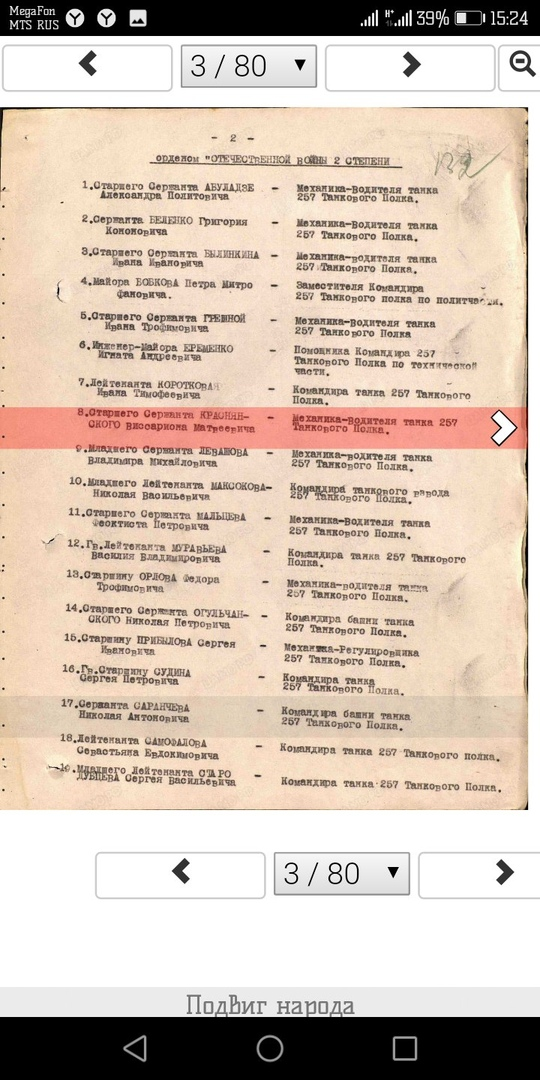 MegaFon
MTS RUS
39% 15:24
3 / 80
- 2 -
орденом "ОТЕЧЕСТВЕННОЙ ВОЙНЫ 2 СТЕПЕНИ
132
1.Старшего Сержанта АБУЛАДЗЕ - Механика-Водителя танка
Александра Политовича 257 Танкового Полка.
2.Сержанта БЕЛЕНКО Григория - Механика-Водителя танка
Кононовича 257 Танкового Полка.
3.Старшего Сержанта БЫЛИНКИНА - Механика-Водителя танка
Ивана Ивановича 257 Танкового Полка.
4.Майора БОБКОВА Петра Митро - Заместителя Командира
фановича. 257 Танкового полка по политчасти.
5.Старшего Сержанта ГРЕШНОЙ - Механика-Водителя танка
Ивана Трофимовича 257 Танкового Полка
6.Инженер-Майора ЕРЕМЕНКО - Помощника Командира 257
Игната Андреевича Танкового Полка по технической
части.
7.Лейтенанта КОРОТКОВА - Командира танка 257 Танкового
Ивана Тимофеевича Полка.
8.Старшего Сержанта КРАСНЯН- - Механика-водителя танка 257
СКОГО Виссариона Матвеевича Танкового Полка.
9.Младшего Сержанта ЛЕВАШОВА - Механика-Водителя танка
Владимира Михайловича 257 Танкового Полка.
10.Младшего Лейтенанта МАКСОКОВА- Командира танкового взвода
Николая Васильевича 257 Танкового Полка.
11.Старшего Сержанта МАЛЬЦЕВА - Механика-Водителя танка
Феоктиста Петровича 257 Танкового Полка.
12.Гв.Лейтенанта МУРАВЬЕВА - Командира танка 257 Танкового
Василия Владимировича Полка.
13.Старшину ОРЛОВА Федора - Механика-водителя танка
Трофимовича 257 Танкового Полка.
14.Старшего Сержанта ОГУЛЬЧАН- - Командира башни танка
СКОГО Николая Петровича 257 Танкового Полка.
15.Старшину ПРИБЫЛОВА Сергея - Механика-Регулировщика
Ивановича 257 Танкового Полка.
16.Гв.Старшину СУДИНА - Командира танка
Сергея Петровича 257 Танкового Полка.
17.Сержанта САРАНЧЕВА - Командира башни танка
Николая Антоновича 257 Танкового Полка.
18.Лейтенанта САМОФАЛОВА - Командира танка 257 Танкового полка.
Севастьяна Евдокимовича
19.Младшего Лейтенанта СТАРО - Командира танка 257 Танкового Полка.
ДУБЦЕВА Сергея Васильевича
3 / 80
Подвиг народа